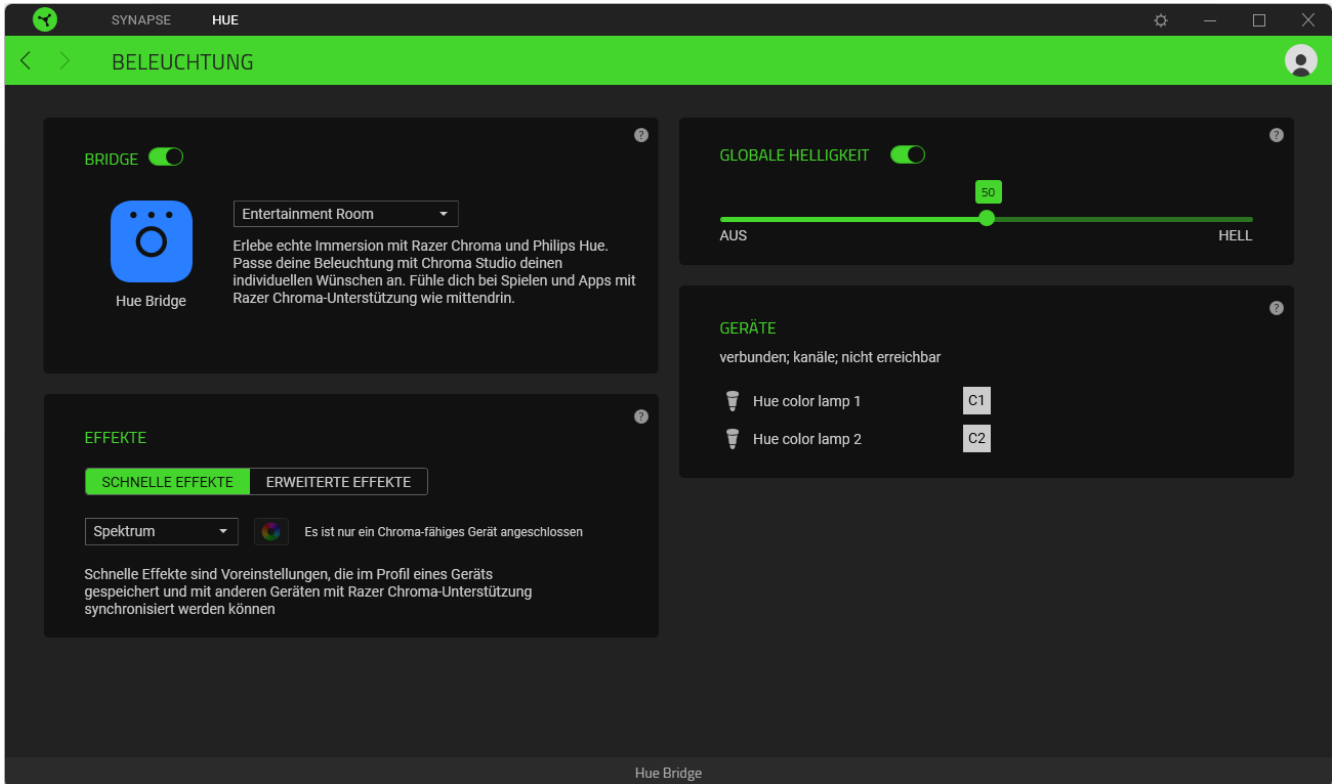 SYNAPSE HUE
BELEUCHTUNG
BRIDGE
Hue Bridge
Entertainment Room
Erlebe echte Immersion mit Razer Chroma und Philips Hue.
Passe deine Beleuchtung mit Chroma Studio deinen
individuellen Wünschen an. Fühle dich bei Spielen und Apps mit
Razer Chroma-Unterstützung wie mittendrin.
EFFEKTE
SCHNELLE EFFEKTE ERWEITERTE EFFEKTE
Spektrum
Es ist nur ein Chroma-fähiges Gerät angeschlossen
Schnelle Effekte sind Voreinstellungen, die im Profil eines Geräts
gespeichert und mit anderen Geräten mit Razer Chroma-Unterstützung
synchronisiert werden können
GLOBALE HELLIGKEIT
50
AUS HELL
GERÄTE
verbunden; kanäle; nicht erreichbar
Hue color lamp 1 C1
Hue color lamp 2 C2
Hue Bridge